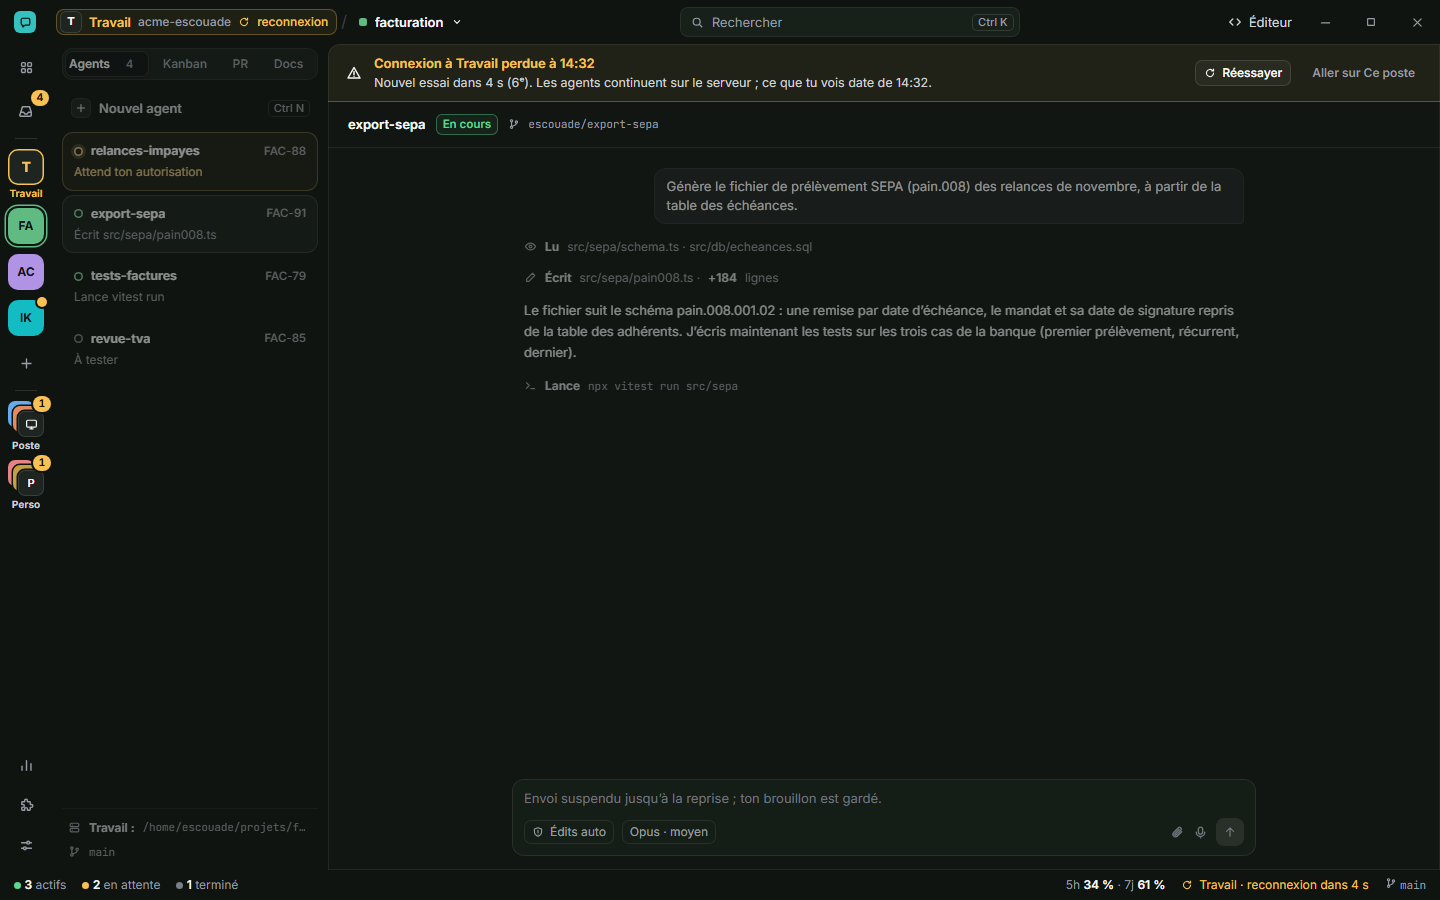 T Travail acme-escouade reconnexion / facturation
Rechercher Ctrl K
Éditeur
4
T
Travail
FA
AC
IK
1
Poste
1
P
Perso
Agents 4 Kanban PR Docs
Nouvel agent Ctrl N
relances-impayes FAC-88
Attend ton autorisation
export-sepa FAC-91
Écrit src/sepa/pain008.ts
tests-factures FAC-79
Lance vitest run
revue-tva FAC-85
À tester
Travail : /home/escouade/projets/f…
main
Connexion à Travail perdue à 14:32
Nouvel essai dans 4 s (6ᵉ). Les agents continuent sur le serveur ; ce que tu vois date de 14:32.
Réessayer Aller sur Ce poste
export-sepa En cours escouade/export-sepa
Génère le fichier de prélèvement SEPA (pain.008) des relances de novembre, à partir de la
table des échéances.
Lu src/sepa/schema.ts · src/db/echeances.sql
Écrit src/sepa/pain008.ts · +184 lignes
Le fichier suit le schéma pain.008.001.02 : une remise par date d’échéance, le mandat et sa date de signature repris
de la table des adhérents. J’écris maintenant les tests sur les trois cas de la banque (premier prélèvement, récurrent,
dernier).
Lance npx vitest run src/sepa
Envoi suspendu jusqu’à la reprise ; ton brouillon est gardé.
Édits auto Opus · moyen
3 actifs 2 en attente 1 terminé
5h 34 % · 7j 61 % Travail · reconnexion dans 4 s main